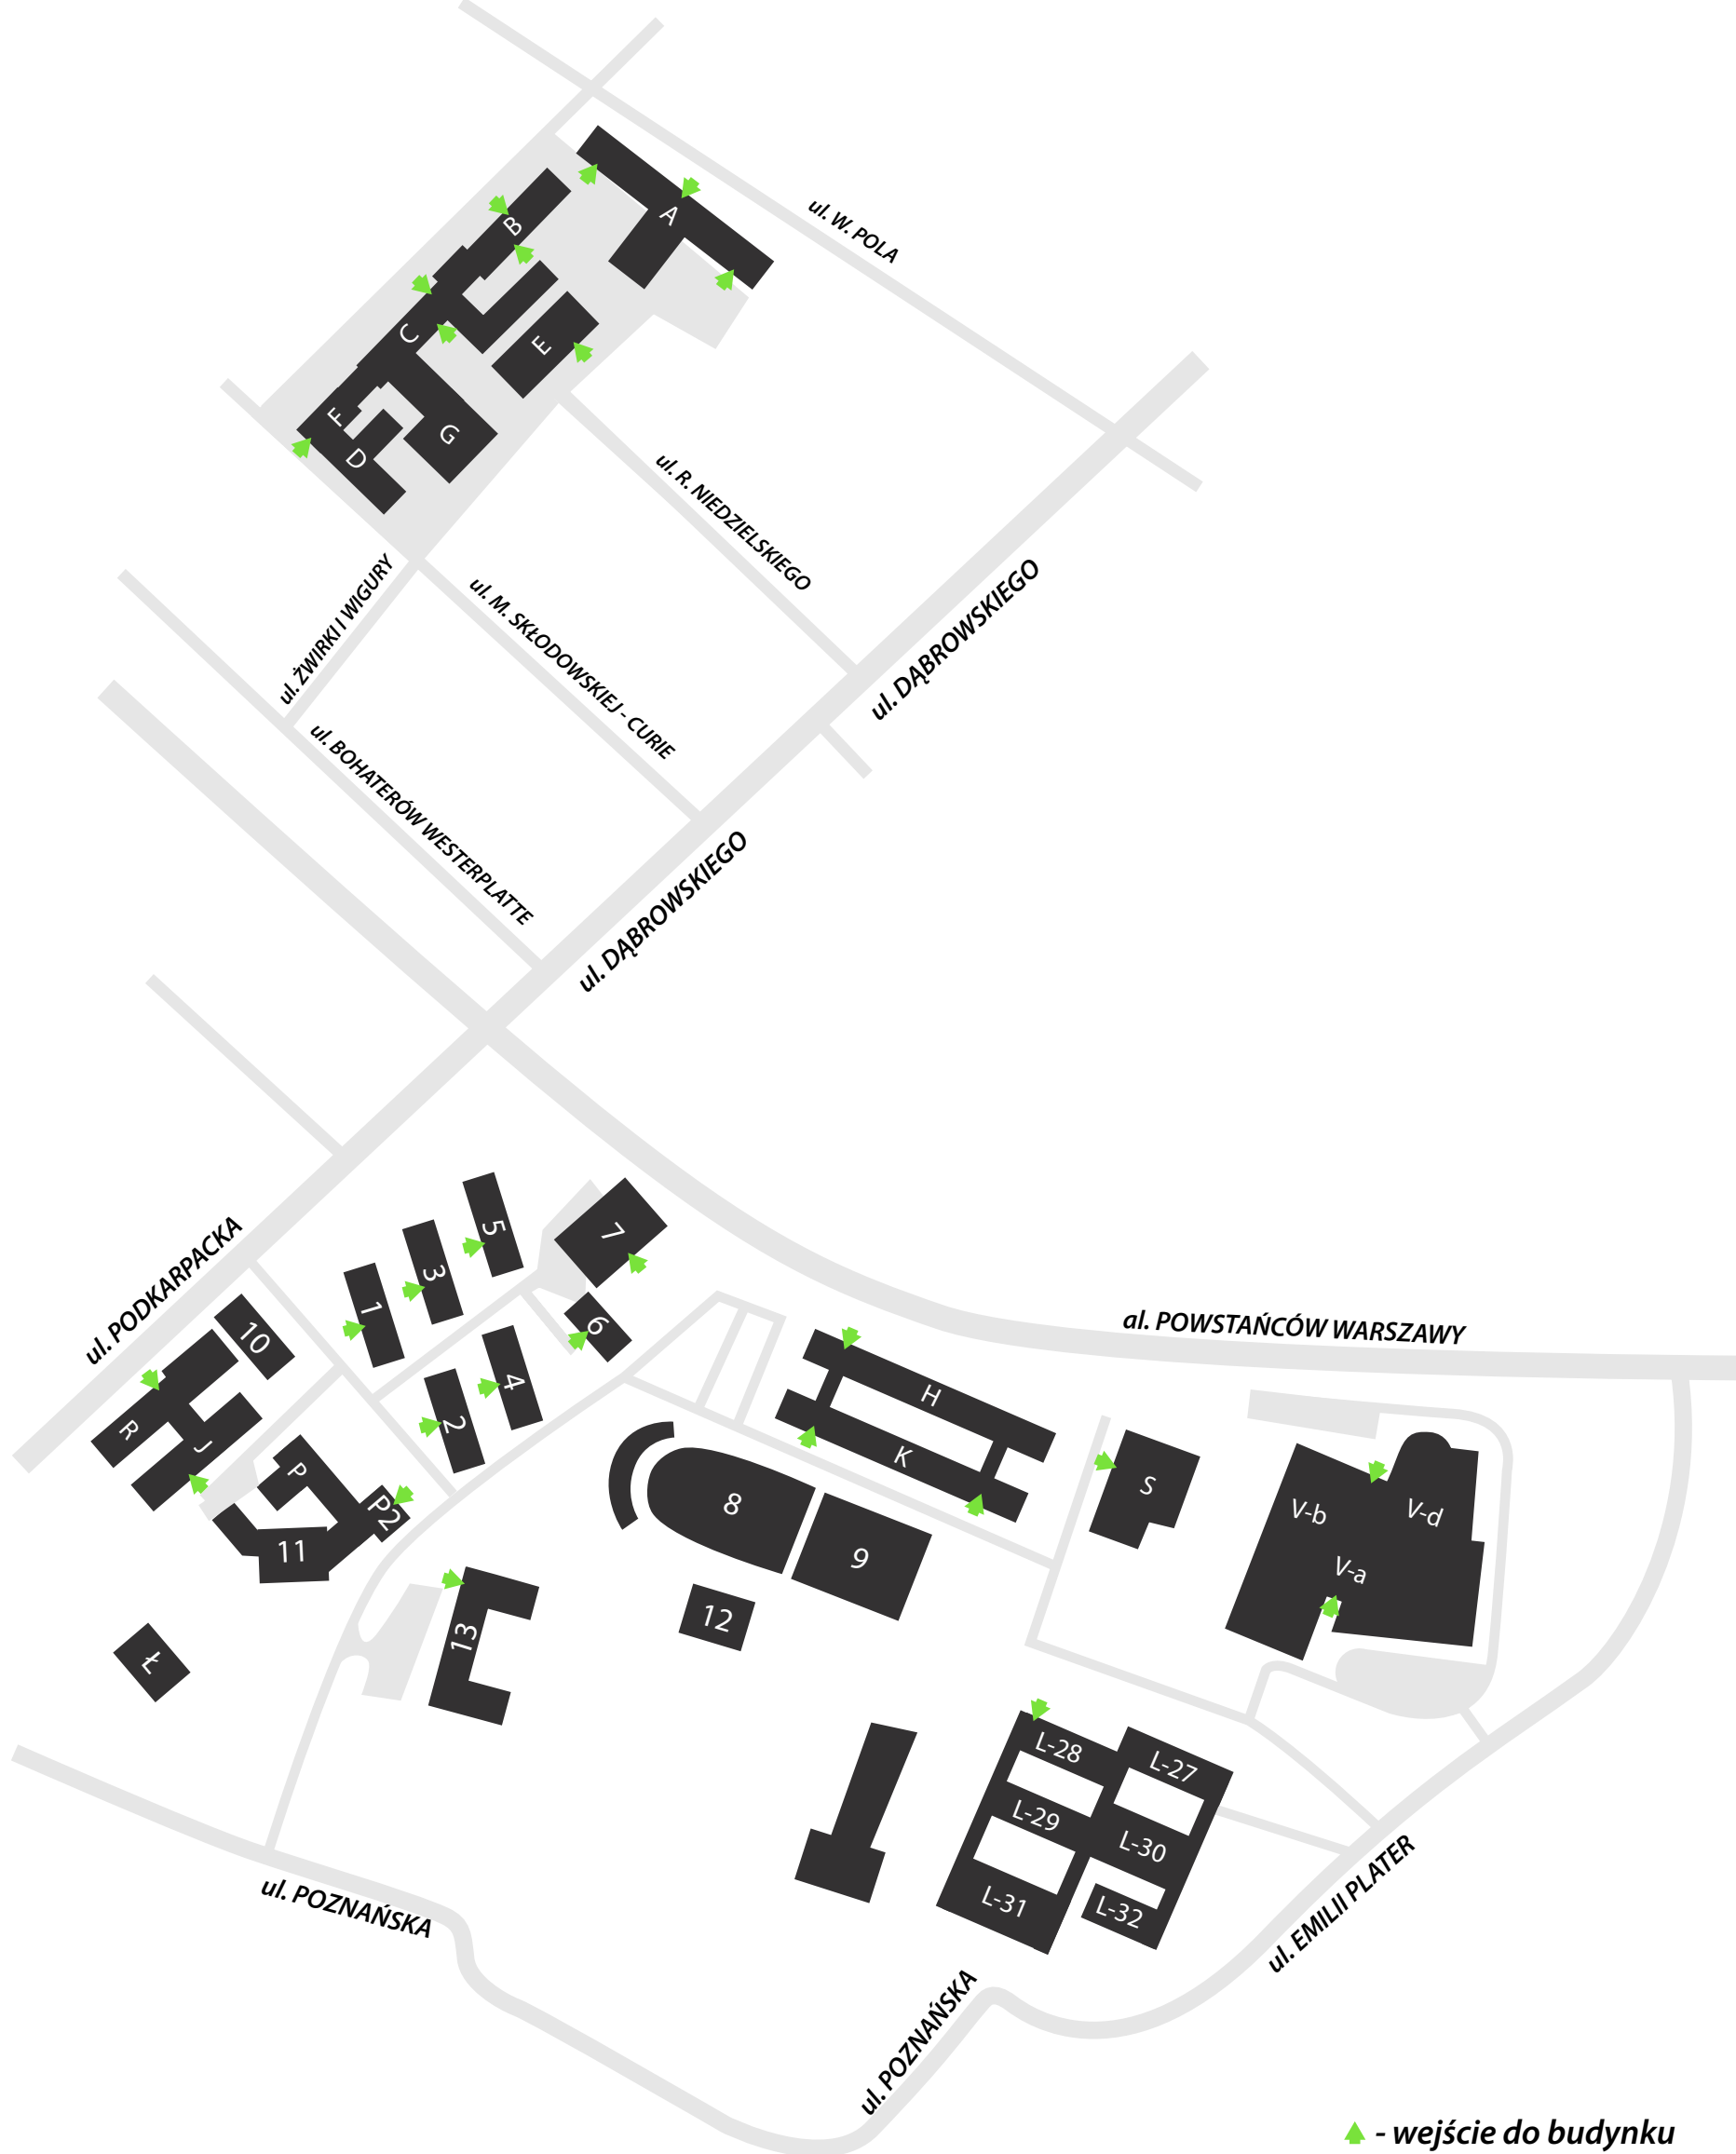 ul. W. POLA
A
B
C
E
F
G
D
ul. R. NIEDZIELSKIEGO
ul. ŻWIRKI I WIGURY
ul. M. SKŁODOWSKIEJ - CURIE
ul. DĄBROWSKIEGO
ul. BOHATERÓW WESTERPLATTE
ul. DĄBROWSKIEGO
ul. PODKARPACKA
5
7
3
1
6
10
4
2
al. POWSTAŃCÓW WARSZAWY
H
K
R
J
P
P2
11
8
9
12
13
S
V-b
V-d
V-a
Ł
L-28
L-27
L-29
L-30
L-31
L-32
ul. POZNAŃSKA
ul. EMILII PLATER
ul. POZNAŃSKA
- wejście do budynku